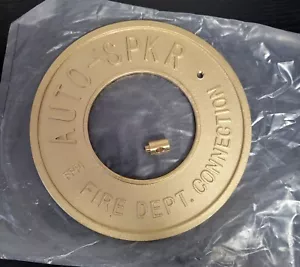 AUTO-SPKR
FIRE DEPT. CONNECTION